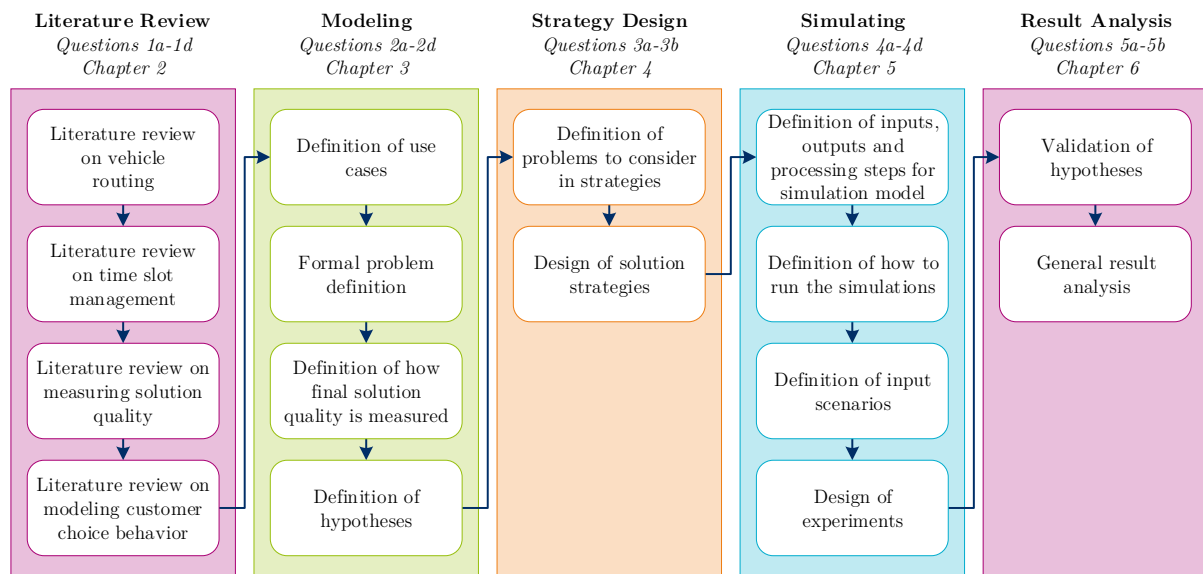 Literature Review
Questions 1a-1d
Chapter 2
Literature review
on vehicle
routing
Literature review
on time slot
management
Literature review on
measuring solution
quality
Literature review on
modeling customer
choice behavior
Modeling
Questions 2a-2d
Chapter 3
Definition of use
cases
Formal problem
definition
Definition of how
final solution
quality is measured
Definition of
hypotheses
Strategy Design
Questions 3a-3b
Chapter 4
Definition of
problems to consider
in strategies
Design of solution
strategies
Simulating
Questions 4a-4d
Chapter 5
Definition of inputs,
outputs and
processing steps for
simulation model
Definition of how to
run the simulations
Definition of input
scenarios
Design of
experiments
Result Analysis
Questions 5a-5b
Chapter 6
Validation of
hypotheses
General result
analysis